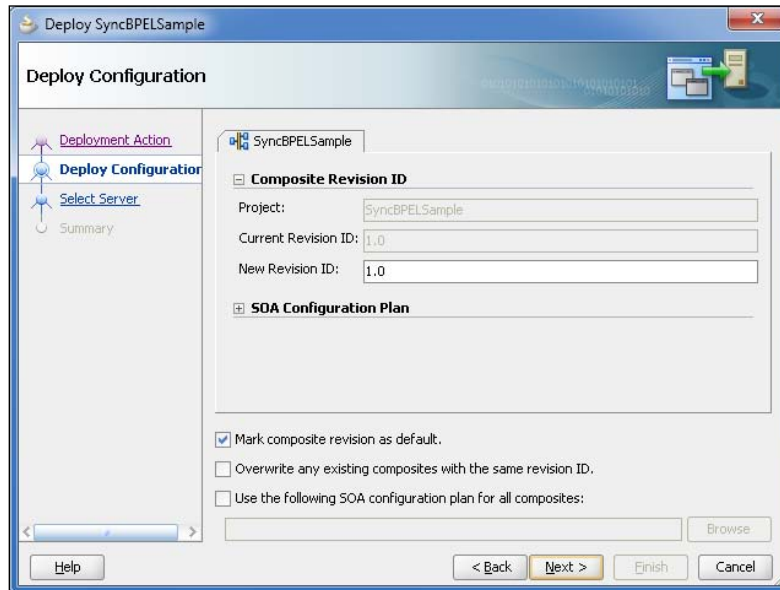 Deploy SyncBPELSample
Deploy Configuration
Deployment Action
Deploy Configuration
Select Server
Summary
SyncBPELSample
Composite Revision ID
Project: SyncBPELSample
Current Revision ID: 1.0
New Revision ID: 1.0
SOA Configuration Plan
Mark composite revision as default.
Overwrite any existing composites with the same revision ID.
Use the following SOA configuration plan for all composites:
Browse
Help < Back Next > Finish Cancel